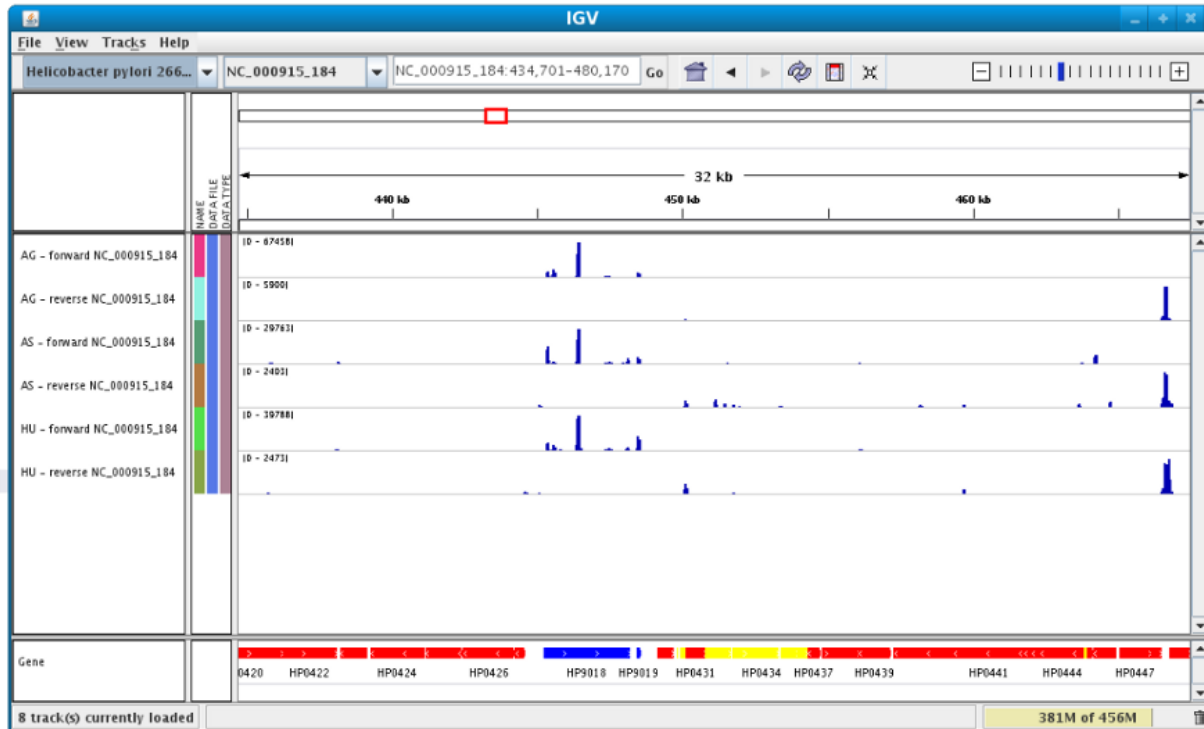 IGV
File View Tracks Help
Helicobacter pylori 266... NC_000915_184 NC_000915_184:434,701-480,170 Go
NAME
DATA FILE
DATA TYPE
32 kb
440 kb 450 kb 460 kb
AG - forward NC_000915_184 [0 - 67458]
AG - reverse NC_000915_184 [0 - 5900]
AS - forward NC_000915_184 [0 - 29763]
AS - reverse NC_000915_184 [0 - 2403]
HU - forward NC_000915_184 [0 - 39788]
HU - reverse NC_000915_184 [0 - 2473]
Gene
0420 HP0422 HP0424 HP0426 HP9018 HP9019 HP0431 HP0434 HP0437 HP0439 HP0441 HP0444 HP0447
8 track(s) currently loaded 381M of 456M